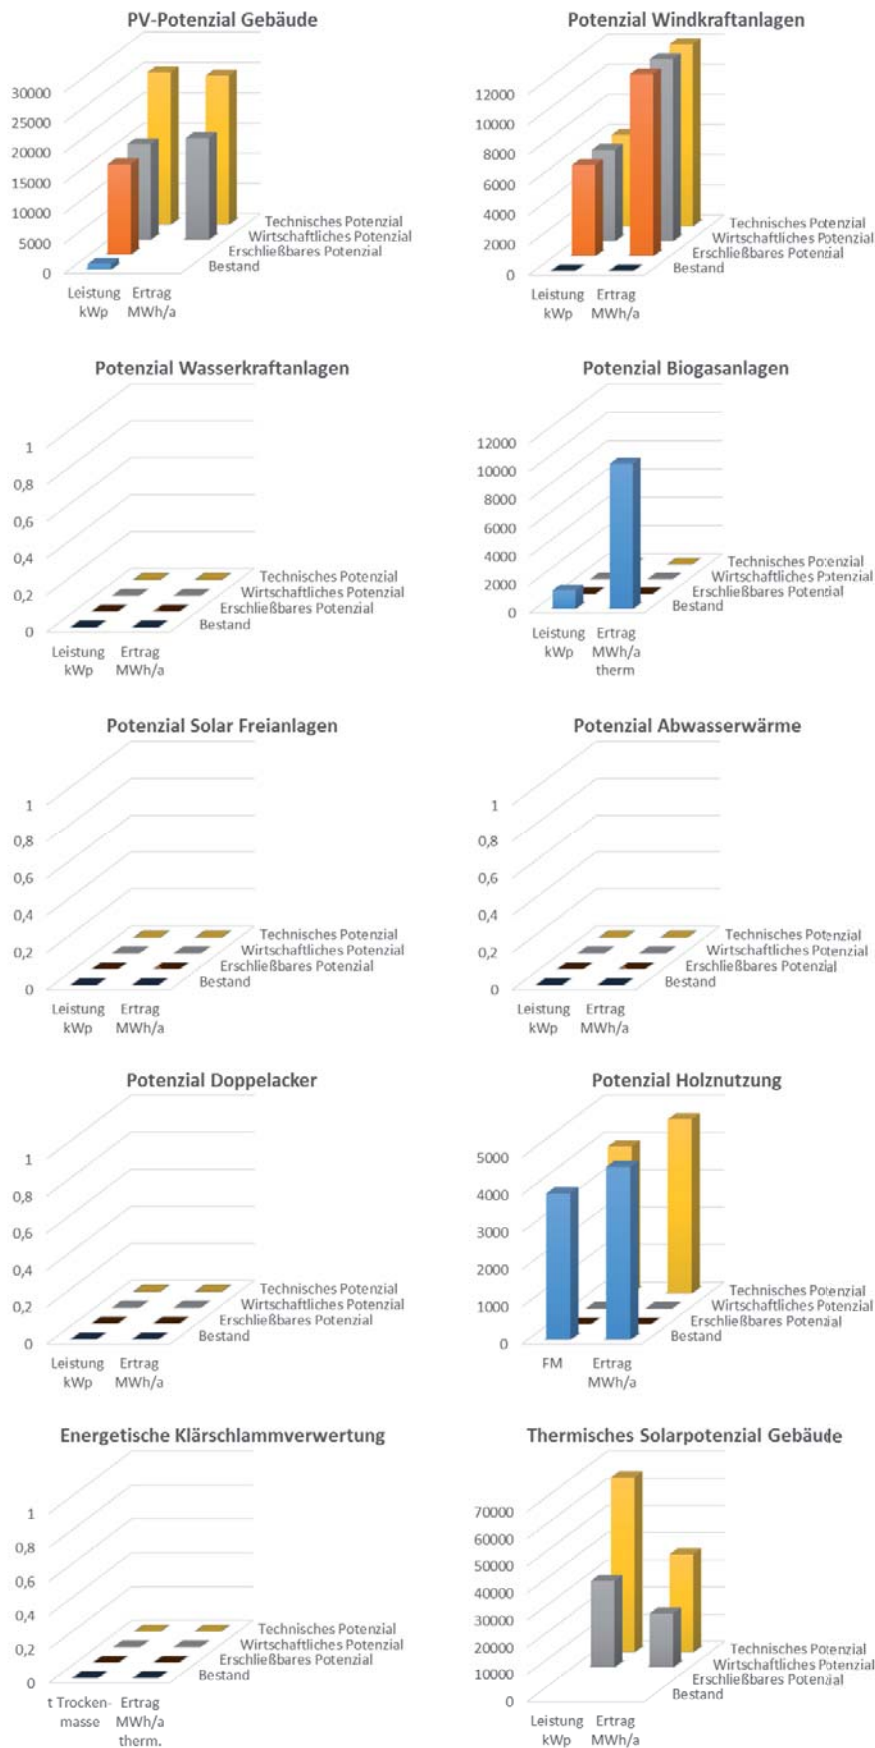 PV-Potenzial Gebäude
30000
25000
20000
15000
10000
5000
0
Technisches Potenzial
Wirtschaftliches Potenzial
Erschließbares Potenzial
Bestand
Leistung Ertrag
kWp MWh/a
Potenzial Windkraftanlagen
12000
10000
8000
6000
4000
2000
0
Technisches Potenzial
Wirtschaftliches Potenzial
Erschließbares Potenzial
Bestand
Leistung Ertrag
kWp MWh/a
Potenzial Wasserkraftanlagen
1
0,8
0,6
0,4
0,2
0
Technisches Potenzial
Wirtschaftliches Potenzial
Erschließbares Potenzial
Bestand
Leistung Ertrag
kWp MWh/a
Potenzial Biogasanlagen
12000
10000
8000
6000
4000
2000
0
Technisches Potenzial
Wirtschaftliches Potenzial
Erschließbares Potenzial
Bestand
Leistung Ertrag
kWp MWh/a
therm
Potenzial Solar Freianlagen
1
0,8
0,6
0,4
0,2
0
Technisches Potenzial
Wirtschaftliches Potenzial
Erschließbares Potenzial
Bestand
Leistung Ertrag
kWp MWh/a
Potenzial Abwasserwärme
1
0,8
0,6
0,4
0,2
0
Technisches Potenzial
Wirtschaftliches Potenzial
Erschließbares Potenzial
Bestand
Leistung Ertrag
kWp MWh/a
Potenzial Doppelacker
1
0,8
0,6
0,4
0,2
0
Technisches Potenzial
Wirtschaftliches Potenzial
Erschließbares Potenzial
Bestand
Leistung Ertrag
kWp MWh/a
Potenzial Holznutzung
5000
4000
3000
2000
1000
0
Technisches Potenzial
Wirtschaftliches Potenzial
Erschließbares Potenzial
Bestand
FM Ertrag
MWh/a
Energetische Klärschlammverwertung
1
0,8
0,6
0,4
0,2
0
Technisches Potenzial
Wirtschaftliches Potenzial
Erschließbares Potenzial
Bestand
t Trocken- Ertrag
masse MWh/a
therm.
Thermisches Solarpotenzial Gebäude
70000
60000
50000
40000
30000
20000
10000
0
Technisches Potenzial
Wirtschaftliches Potenzial
Erschließbares Potenzial
Bestand
Leistung Ertrag
kWp MWh/a